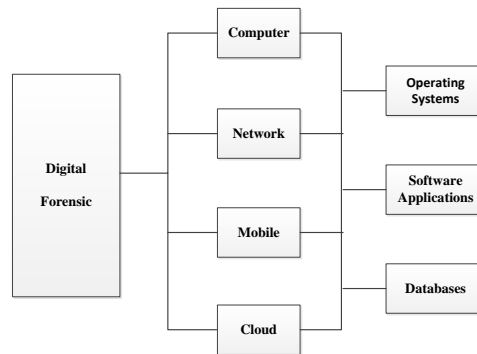 Digital
Forensic
Computer
Network
Mobile
Cloud
Operating
Systems
Software
Applications
Databases